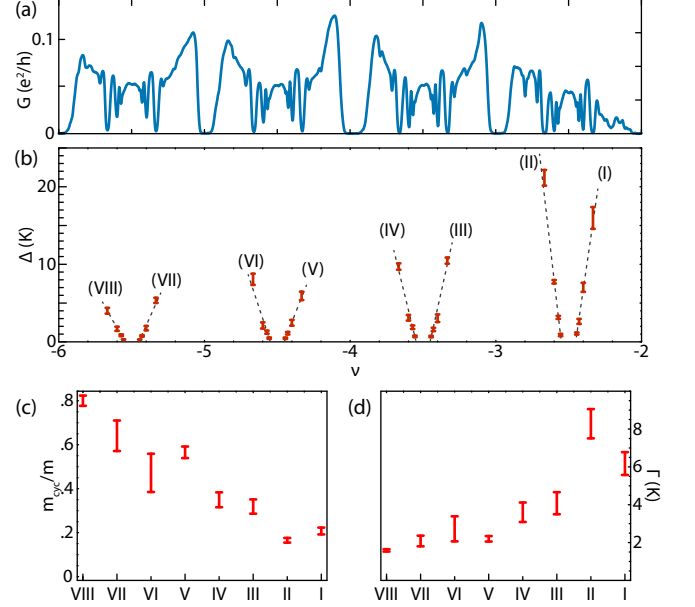 (a)
G (e²/h)
0.1
0
(b)
Δ (K)
20
10
0
(VIII)
(VII)
(VI)
(V)
(IV)
(III)
(II)
(I)
-6
-5
-4
-3
-2
ν
(c)
m_cyc/m
.8
.6
.4
.2
0
VIII
VII
VI
V
IV
III
II
I
(d)
Γ (K)
8
6
4
2
VIII
VII
VI
V
IV
III
II
I